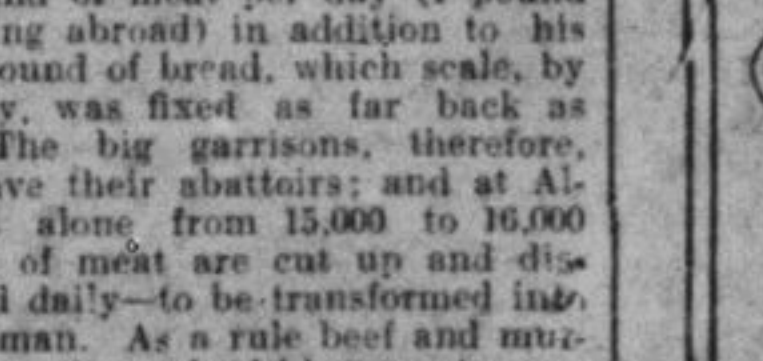 ng abroad) in addition to his
ound of bread, which scale, by
y, was fixed as far back as
The big garrisons, therefore,
ave their abattoirs; and at Al-
alone from 15,000 to 16,000
of meat are cut up and dis-
d daily—to be transformed into
man. As a rule beef and mut-